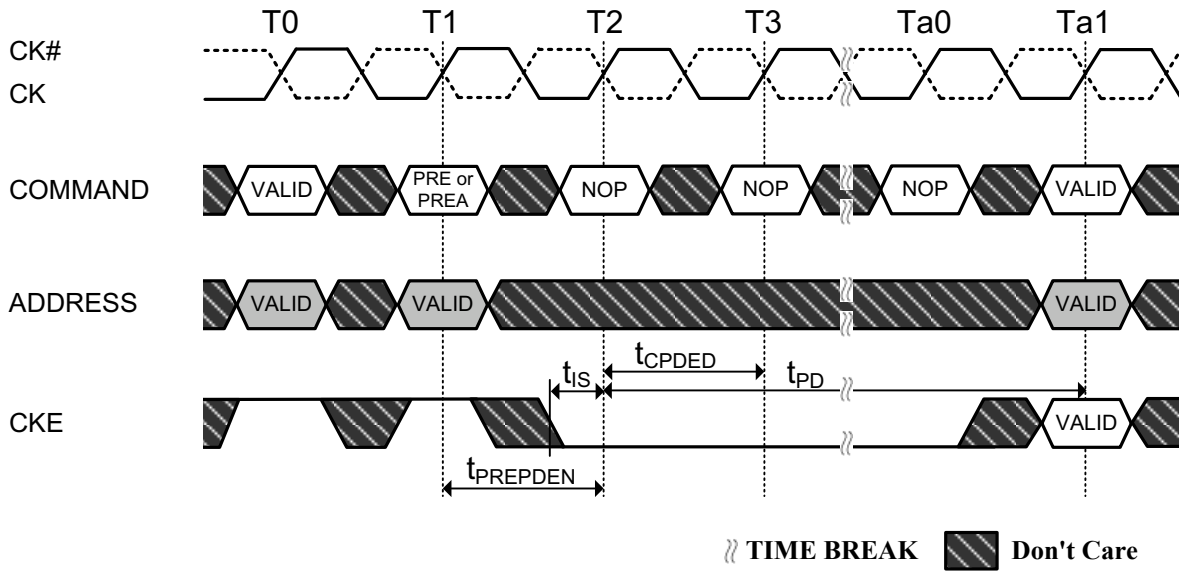 T0 T1 T2 T3 Ta0 Ta1
CK#
CK
COMMAND VALID PRE or PREA NOP NOP NOP VALID
ADDRESS VALID VALID VALID
tIS tCPDED tPD
CKE VALID
tPREPDEN
TIME BREAK Don't Care